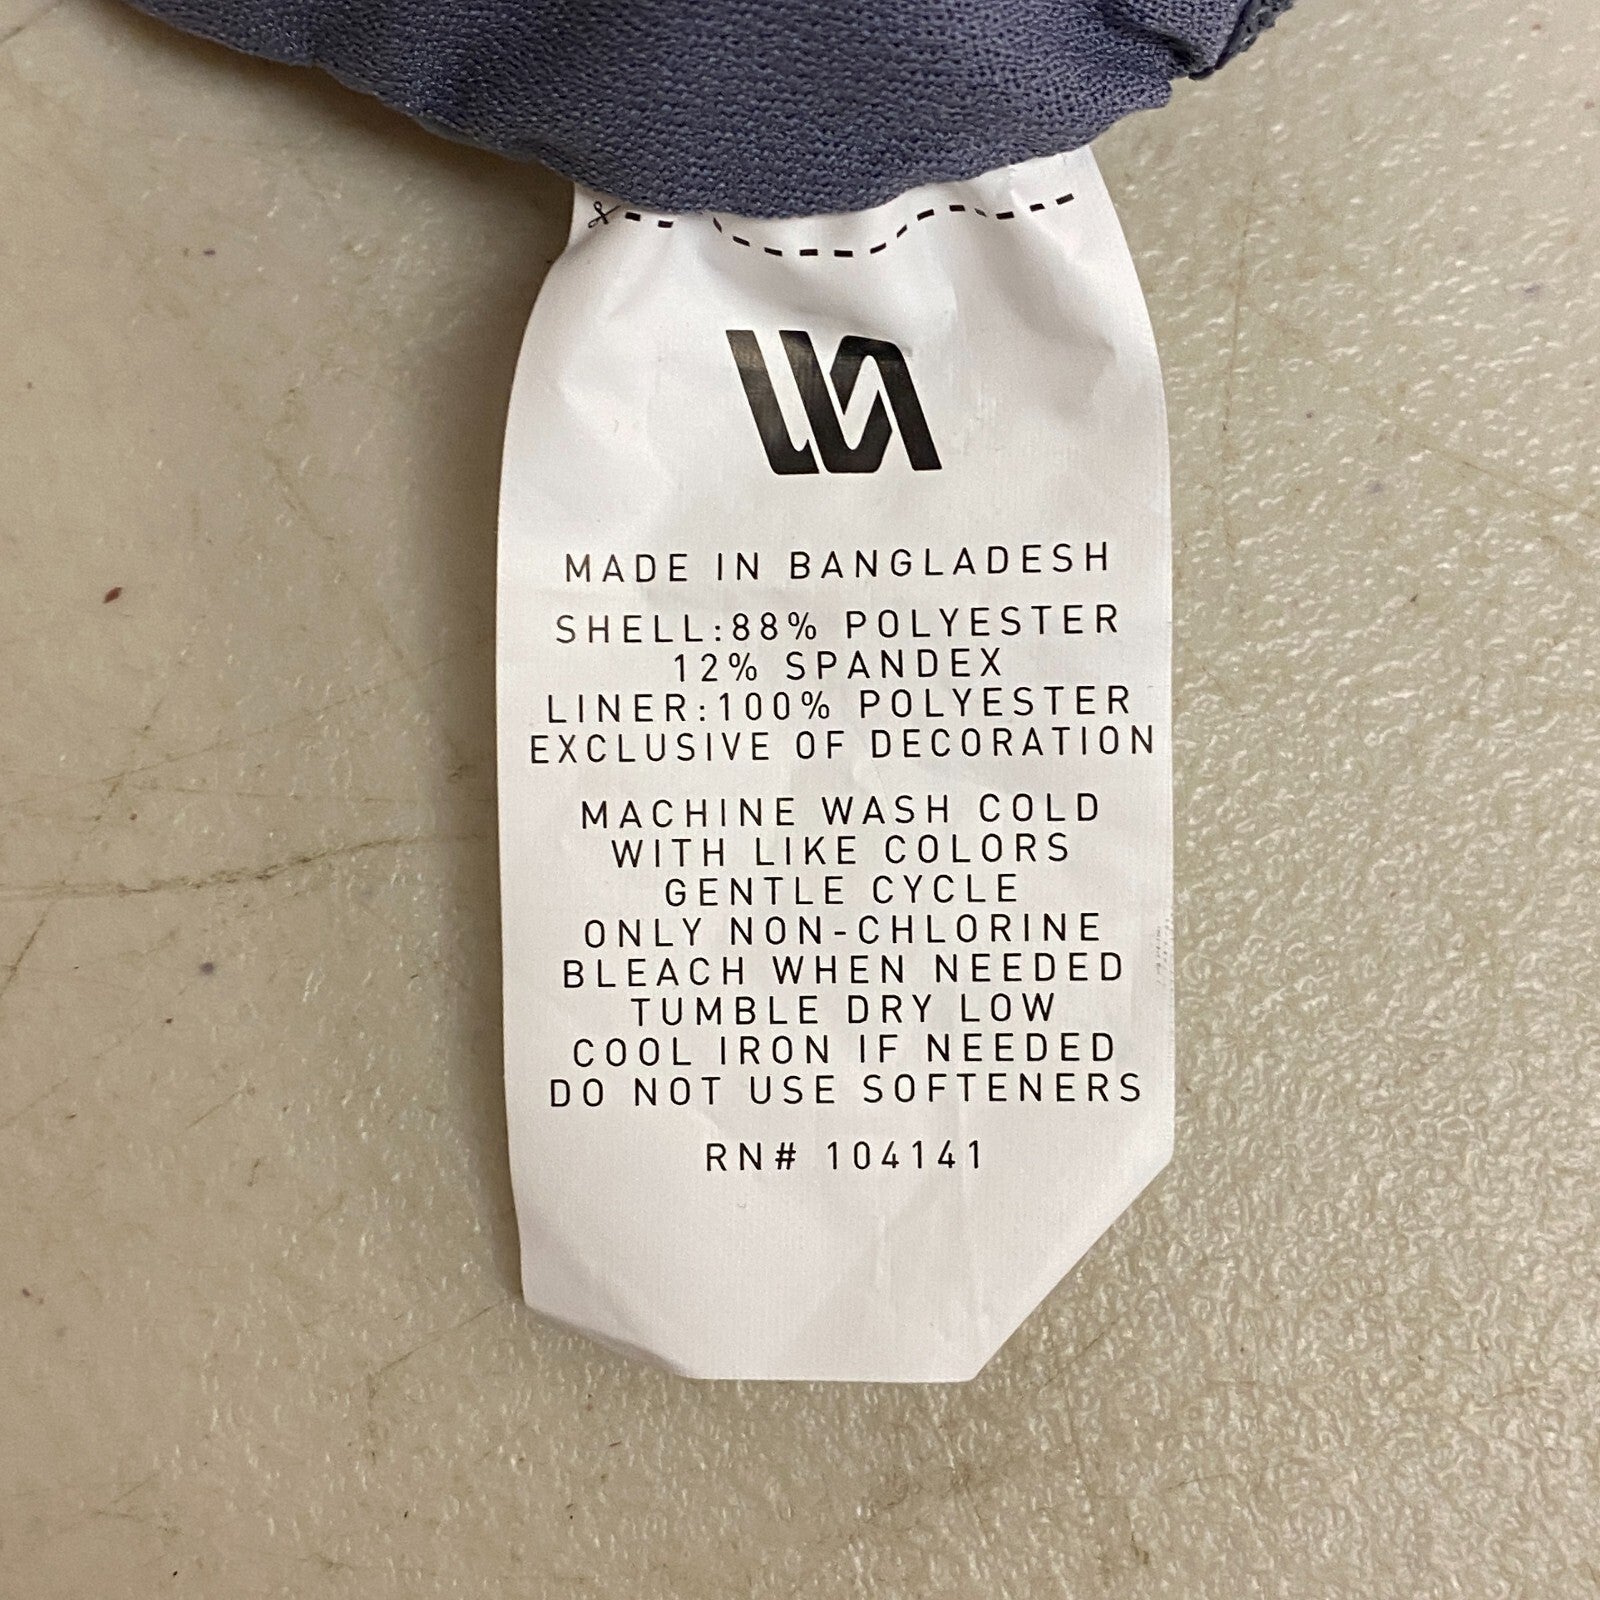 MADE IN BANGLADESH
SHELL:88% POLYESTER
12% SPANDEX
LINER:100% POLYESTER
EXCLUSIVE OF DECORATION
MACHINE WASH COLD
WITH LIKE COLORS
GENTLE CYCLE
ONLY NON-CHLORINE
BLEACH WHEN NEEDED
TUMBLE DRY LOW
COOL IRON IF NEEDED
DO NOT USE SOFTENERS
RN# 104141